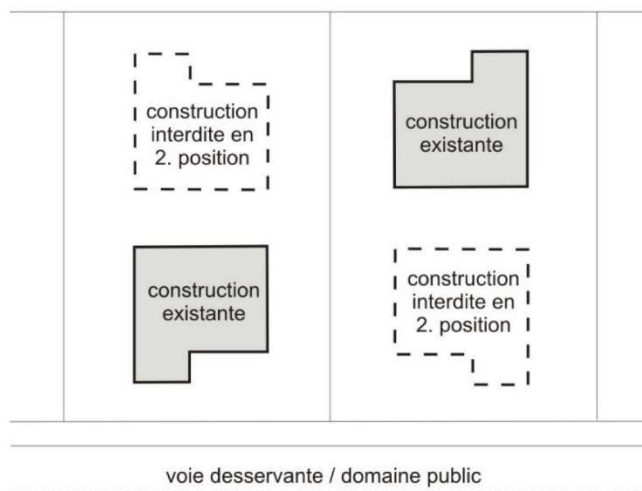 construction
interdite en
2. position
construction
existante
construction
existante
construction
interdite en
2. position
voie desservante / domaine public